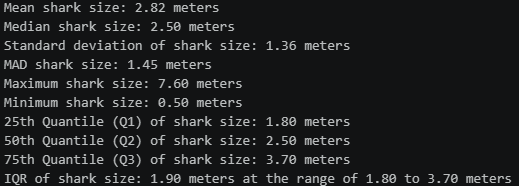 Mean shark size: 2.82 meters
Median shark size: 2.50 meters
Standard deviation of shark size: 1.36 meters
MAD shark size: 1.45 meters
Maximum shark size: 7.60 meters
Minimum shark size: 0.50 meters
25th Quantile (Q1) of shark size: 1.80 meters
50th Quantile (Q2) of shark size: 2.50 meters
75th Quantile (Q3) of shark size: 3.70 meters
IQR of shark size: 1.90 meters at the range of 1.80 to 3.70 meters